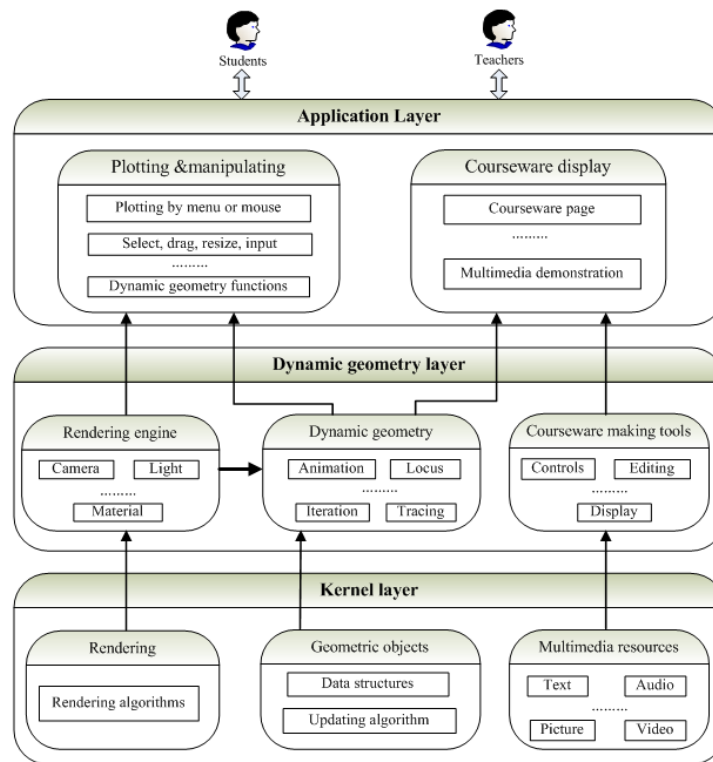 Students
Teachers
Application Layer
Plotting &manipulating
Plotting by menu or mouse
Select, drag, resize, input
.........
Dynamic geometry functions
Courseware display
Courseware page
.........
Multimedia demonstration
Dynamic geometry layer
Rendering engine
Camera
Light
.........
Material
Dynamic geometry
Animation
Locus
.........
Iteration
Tracing
Courseware making tools
Controls
Editing
.........
Display
Kernel layer
Rendering
Rendering algorithms
Geometric objects
Data structures
Updating algorithm
Multimedia resources
Text
Audio
.........
Picture
Video